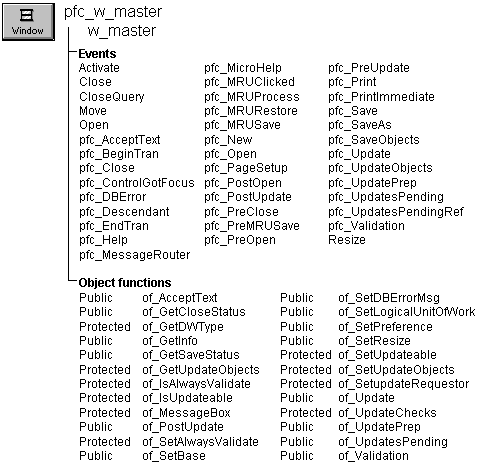 pfc_w_master
Window
w_master
Events
Activate pfc_MicroHelp pfc_PreUpdate
Close pfc_MRUClicked pfc_Print
CloseQuery pfc_MRUProcess pfc_PrintImmediate
Move pfc_MRURestore pfc_Save
Open pfc_MRUSave pfc_SaveAs
pfc_AcceptText pfc_New pfc_SaveObjects
pfc_BeginTran pfc_Open pfc_Update
pfc_Close pfc_PageSetup pfc_UpdateObjects
pfc_ControlGotFocus pfc_PostOpen pfc_UpdatePrep
pfc_DBError pfc_PostUpdate pfc_UpdatesPending
pfc_Descendant pfc_PreClose pfc_UpdatesPendingRef
pfc_EndTran pfc_PreMRUSave pfc_Validation
pfc_Help pfc_PreOpen Resize
pfc_MessageRouter
Object functions
Public of_AcceptText Public of_SetDBErrorMsg
Public of_GetCloseStatus Public of_SetLogicalUnitOfWork
Protected of_GetDWType Public of_SetPreference
Public of_GetInfo Public of_SetResize
Public of_GetSaveStatus Protected of_SetUpdateable
Protected of_GetUpdateObjects Protected of_SetUpdateObjects
Protected of_IsAlwaysValidate Protected of_SetupdateRequestor
Protected of_IsUpdateable Public of_Update
Protected of_MessageBox Protected of_UpdateChecks
Public of_PostUpdate Public of_UpdatePrep
Protected of_SetAlwaysValidate Public of_UpdatesPending
Public of_SetBase Public of_Validation